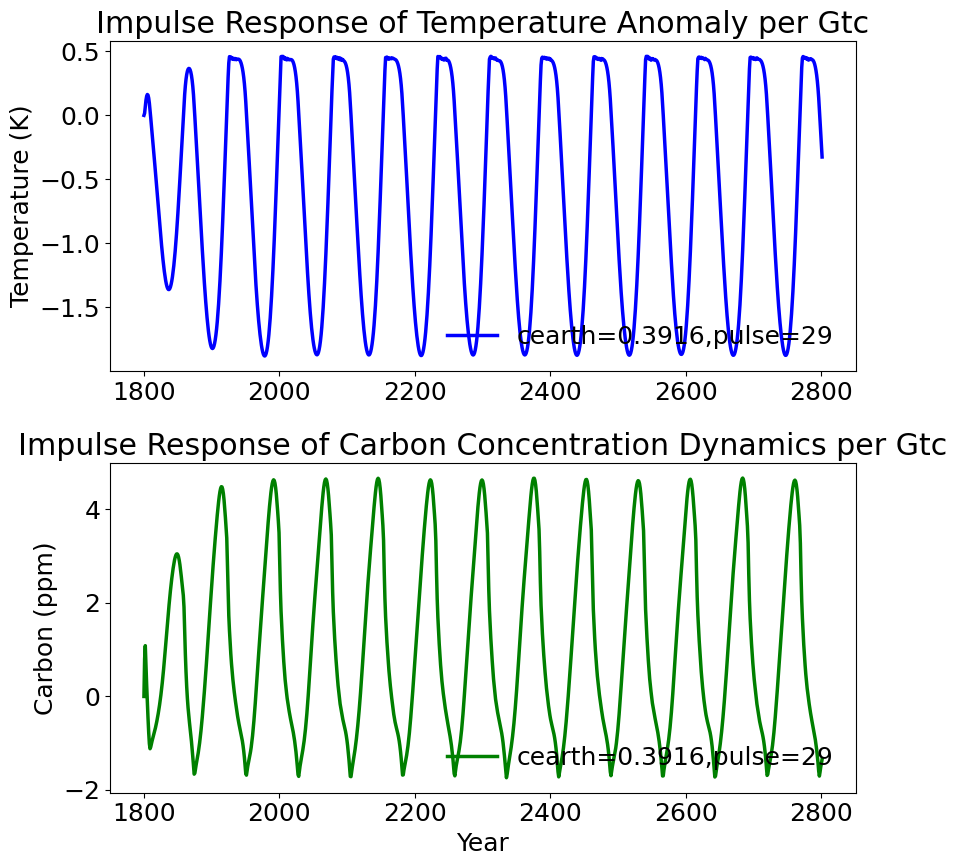 Impulse Response of Temperature Anomaly per Gtc
Temperature (K)
0.5
0.0
−0.5
−1.0
−1.5
cearth=0.3916,pulse=29
1800 2000 2200 2400 2600 2800
Impulse Response of Carbon Concentration Dynamics per Gtc
Carbon (ppm)
4
2
0
−2
cearth=0.3916,pulse=29
1800 2000 2200 2400 2600 2800
Year